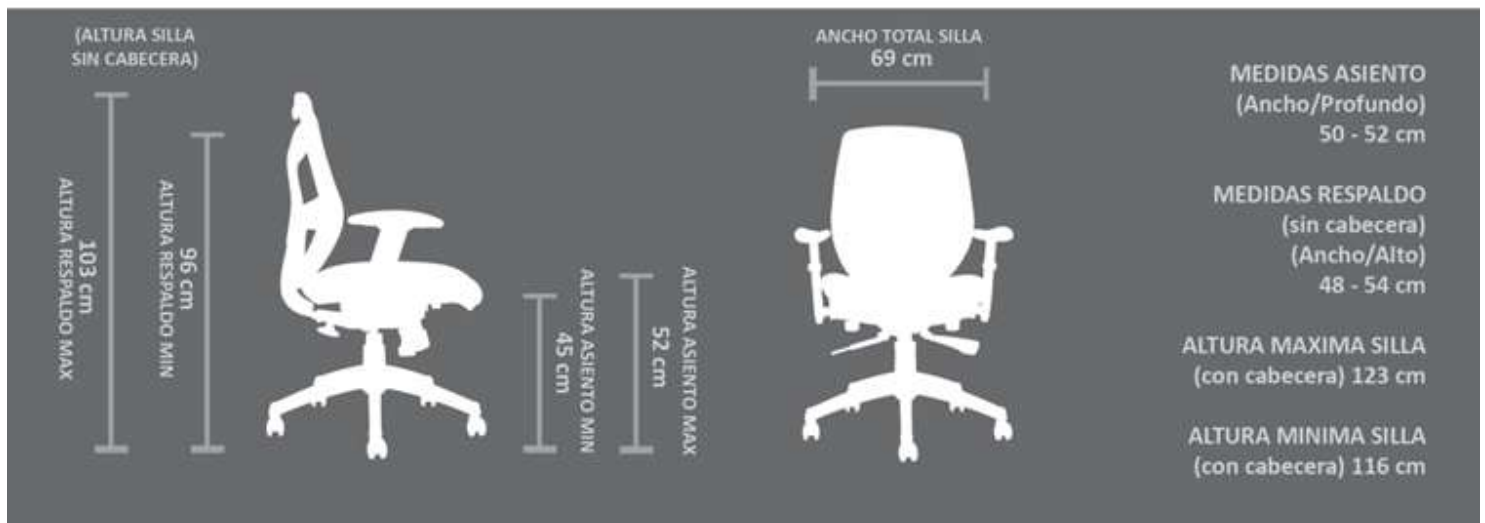 (ALTURA SILLA
SIN CABECERA)
103 cm
ALTURA RESPALDO MAX
96 cm
ALTURA RESPALDO MIN
ALTURA ASIENTO MIN
45 cm
ALTURA ASIENTO MAX
52 cm
ANCHO TOTAL SILLA
69 cm
MEDIDAS ASIENTO
(Ancho/Profundo)
50 - 52 cm
MEDIDAS RESPALDO
(sin cabecera)
(Ancho/Alto)
48 - 54 cm
ALTURA MAXIMA SILLA
(con cabecera) 123 cm
ALTURA MINIMA SILLA
(con cabecera) 116 cm